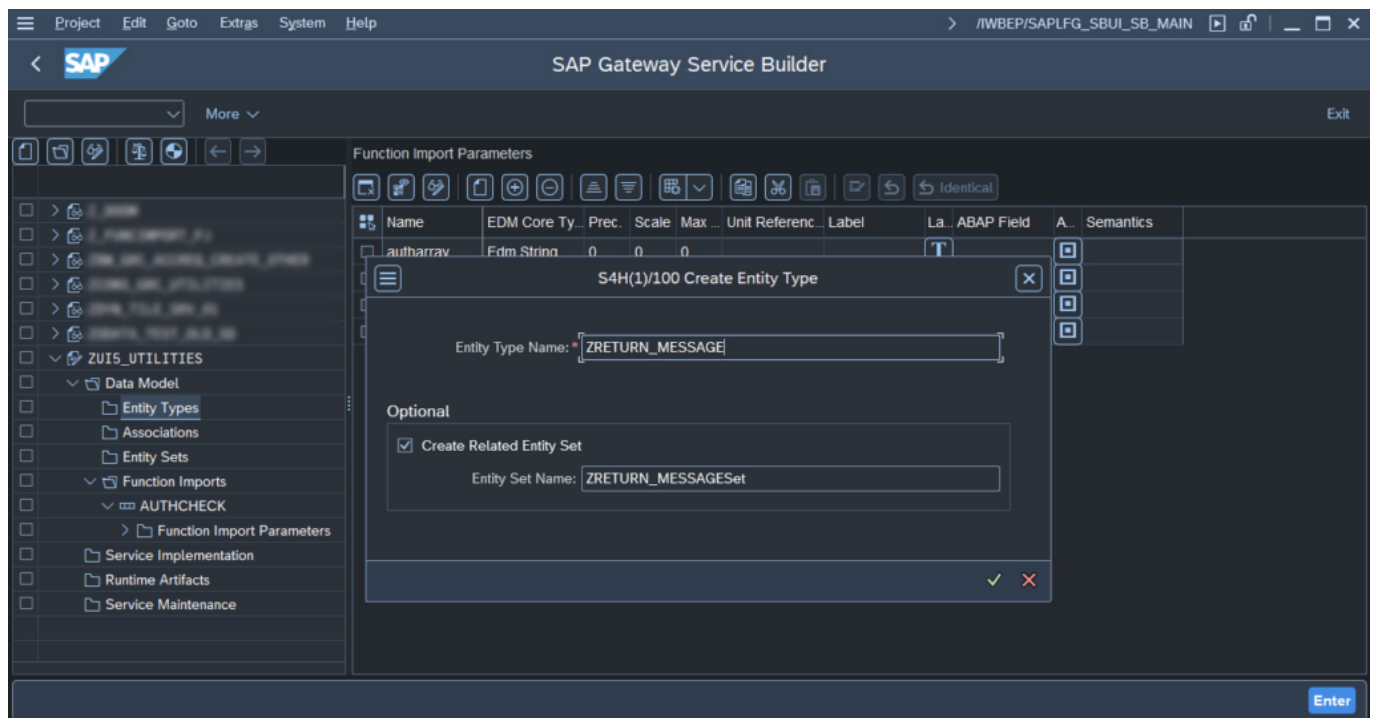 Project Edit Goto Extras System Help
/IWBEP/SAPLFG_SBUI_SB_MAIN
SAP
SAP Gateway Service Builder
More
Exit
Function Import Parameters
Identical
Name EDM Core Ty... Prec. Scale Max ... Unit Referenc... Label La... ABAP Field A... Semantics
autharray Edm.String 0 0 0 T
S4H(1)/100 Create Entity Type
Entity Type Name: * ZRETURN_MESSAGE
Optional
Create Related Entity Set
Entity Set Name: ZRETURN_MESSAGESet
ZUI5_UTILITIES
Data Model
Entity Types
Associations
Entity Sets
Function Imports
AUTHCHECK
Function Import Parameters
Service Implementation
Runtime Artifacts
Service Maintenance
Enter